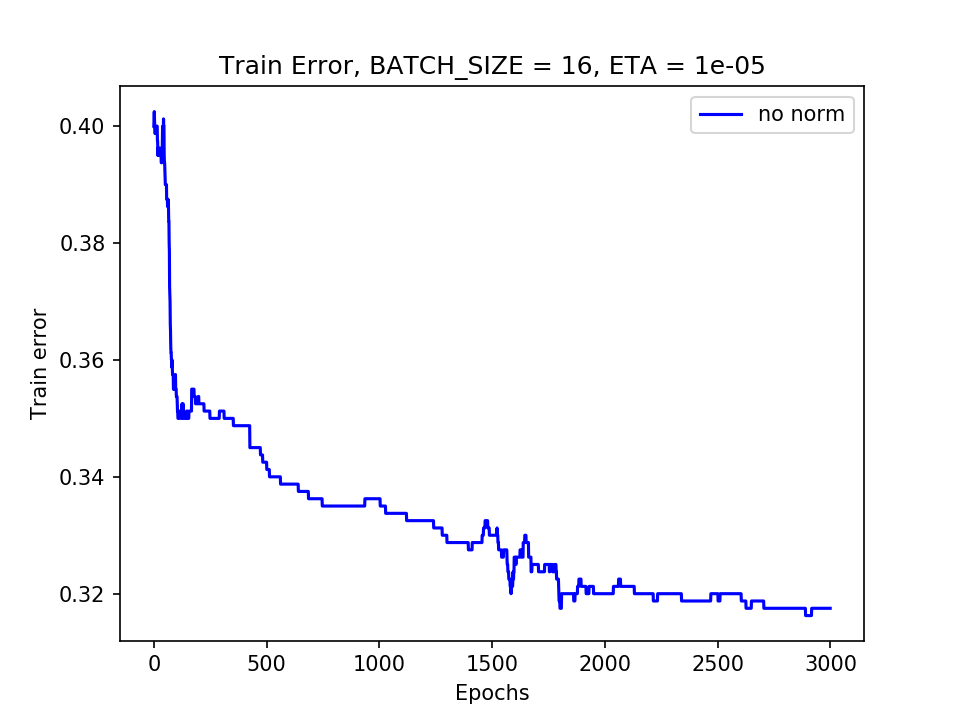 Train Error, BATCH_SIZE = 16, ETA = 1e-05
no norm
0.40
0.38
0.36
0.34
0.32
Train error
0 500 1000 1500 2000 2500 3000
Epochs